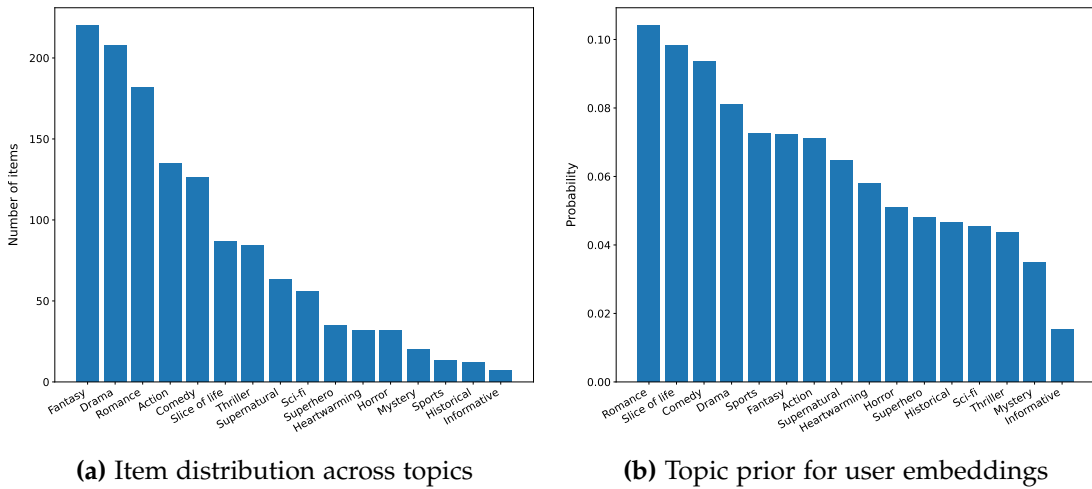 Number of items
200
150
100
50
0
Fantasy
Drama
Romance
Action
Comedy
Slice of life
Thriller
Supernatural
Sci-fi
Superhero
Heartwarming
Horror
Mystery
Sports
Historical
Informative
(a) Item distribution across topics
Probability
0.10
0.08
0.06
0.04
0.02
0.00
Romance
Slice of life
Comedy
Drama
Sports
Fantasy
Action
Supernatural
Heartwarming
Horror
Superhero
Historical
Sci-fi
Thriller
Mystery
Informative
(b) Topic prior for user embeddings